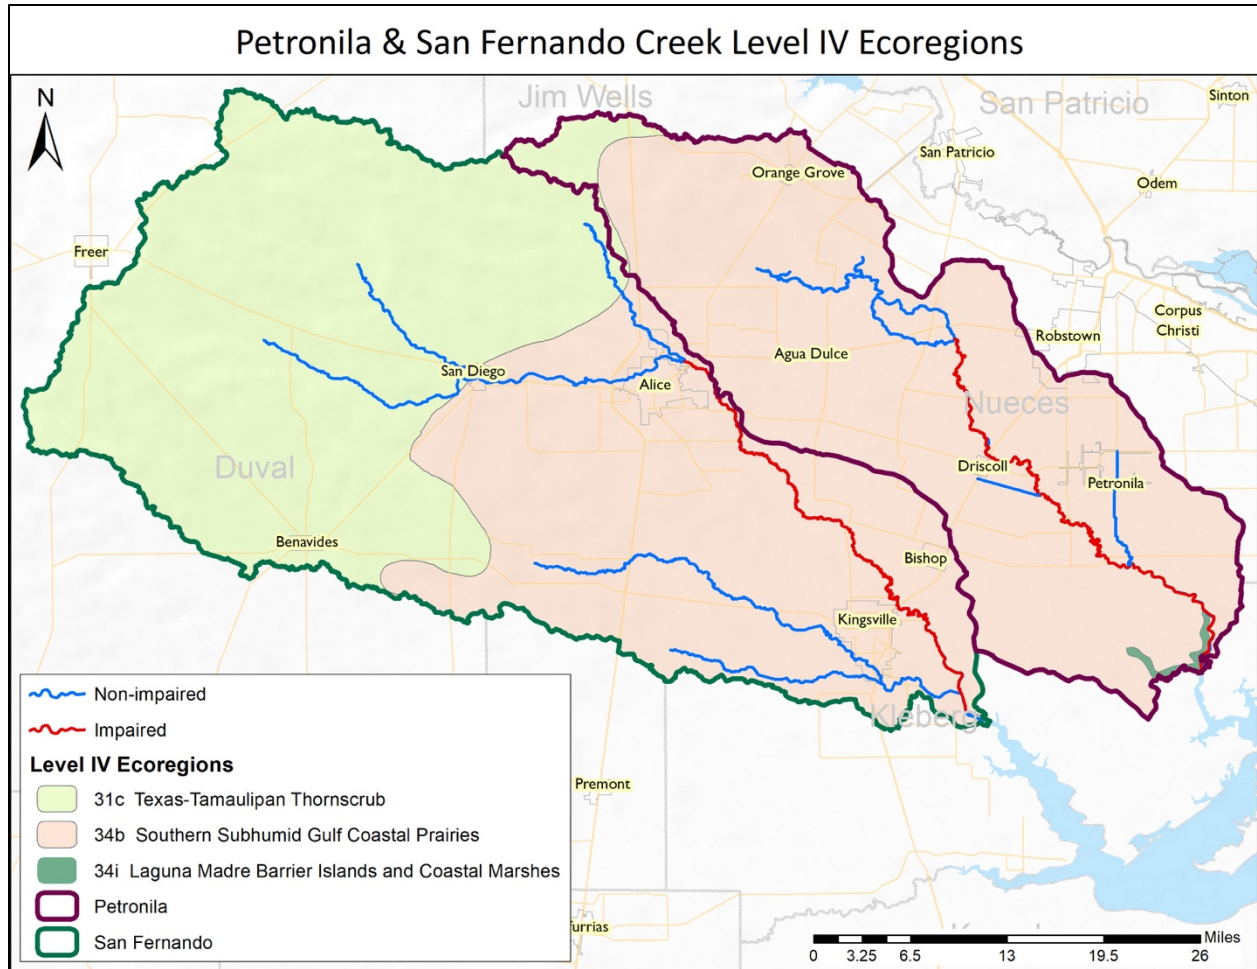 Petronila & San Fernando Creek Level IV Ecoregions
N
Jim Wells
San Patricio
Sinton
San Patricio
Orange Grove
Odem
Freer
Corpus
Christi
Robstown
Agua Dulce
San Diego
Alice
Nueces
Duval
Driscoll
Petronila
Benavides
Bishop
Kingsville
Kleberg
Non-impaired
Impaired
Level IV Ecoregions
Premont
31c Texas-Tamaulipan Thornscrub
34b Southern Subhumid Gulf Coastal Prairies
34i Laguna Madre Barrier Islands and Coastal Marshes
Petronila
San Fernando
Miles
0 3.25 6.5 13 19.5 26